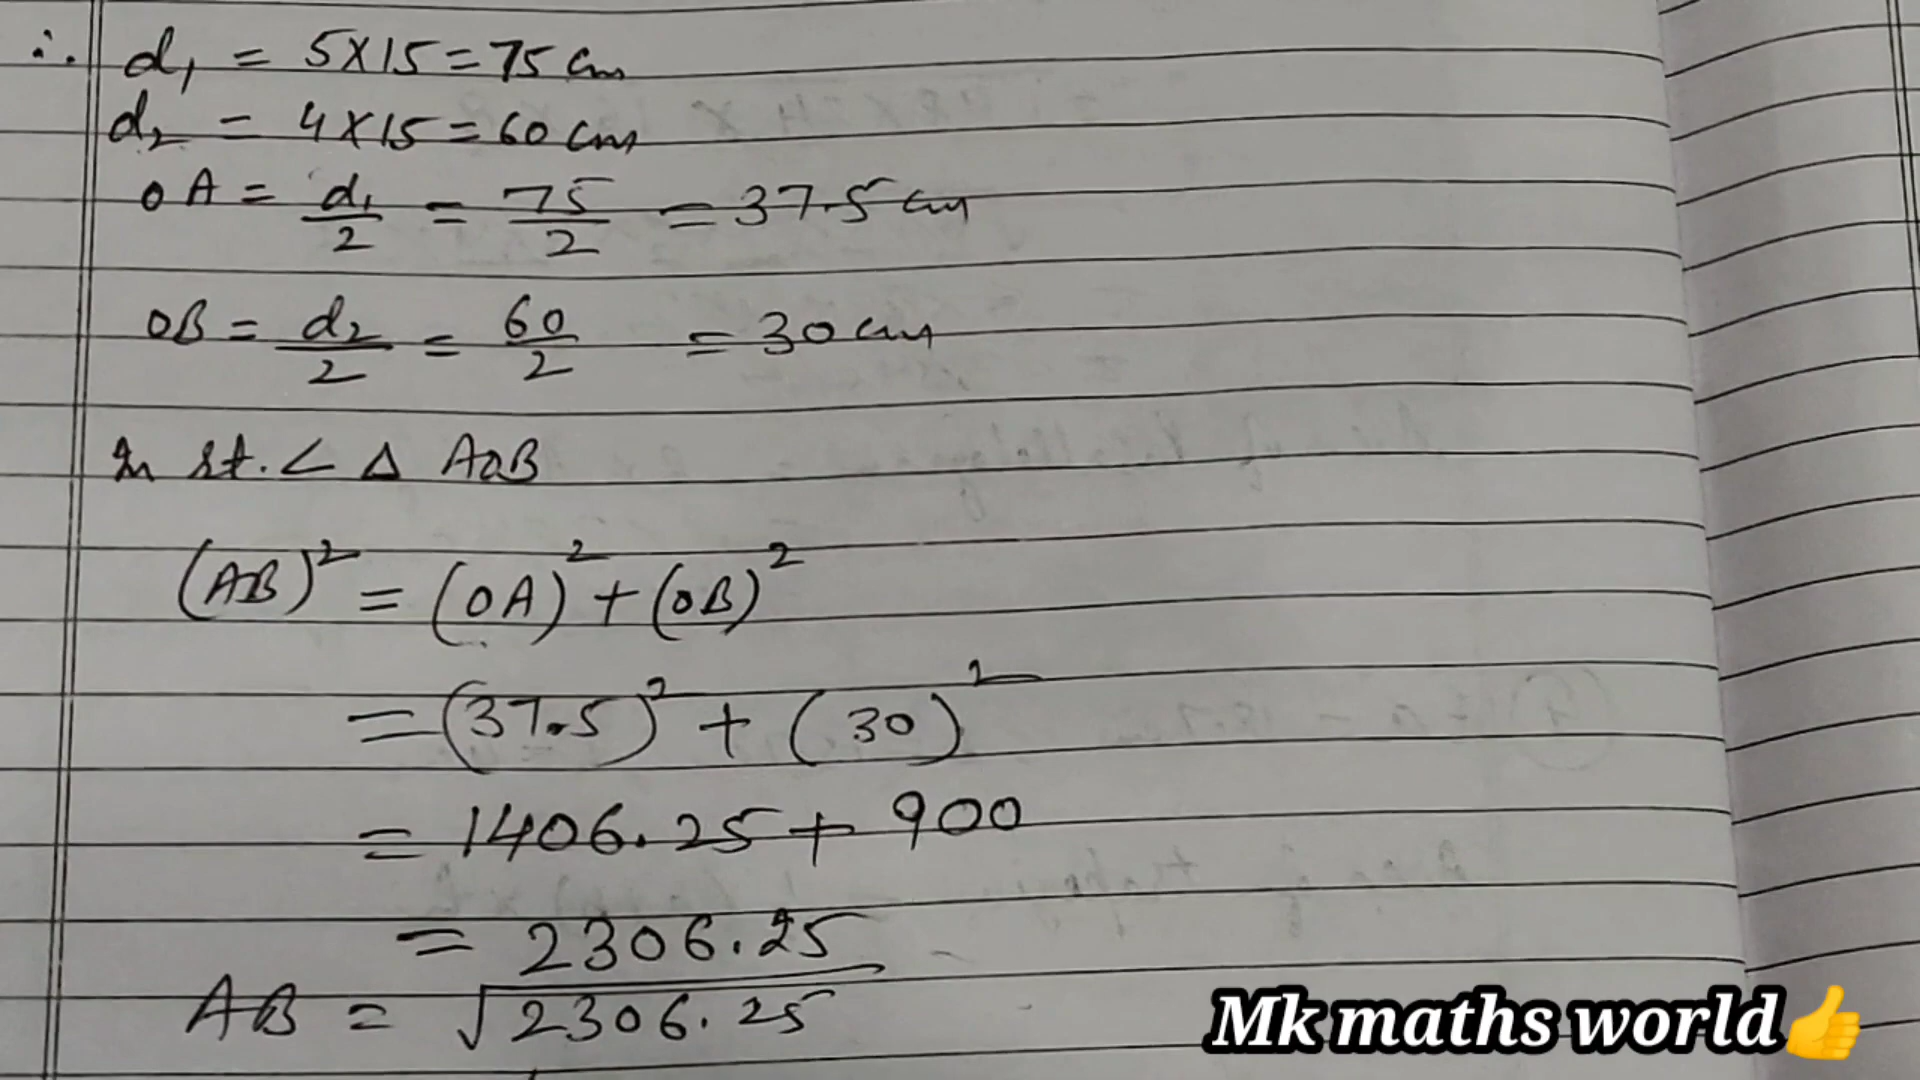 ∴ d₁ = 5×15 = 75 cm
d₂ = 4×15 = 60 cm
OA = d₁/2 = 75/2 = 37.5 cm
OB = d₂/2 = 60/2 = 30 cm
In rt. ∠ △ AOB
(AB)² = (OA)² + (OB)²
= (37.5)² + (30)²
= 1406.25 + 900
= 2306.25
AB = √2306.25
Mk maths world👍